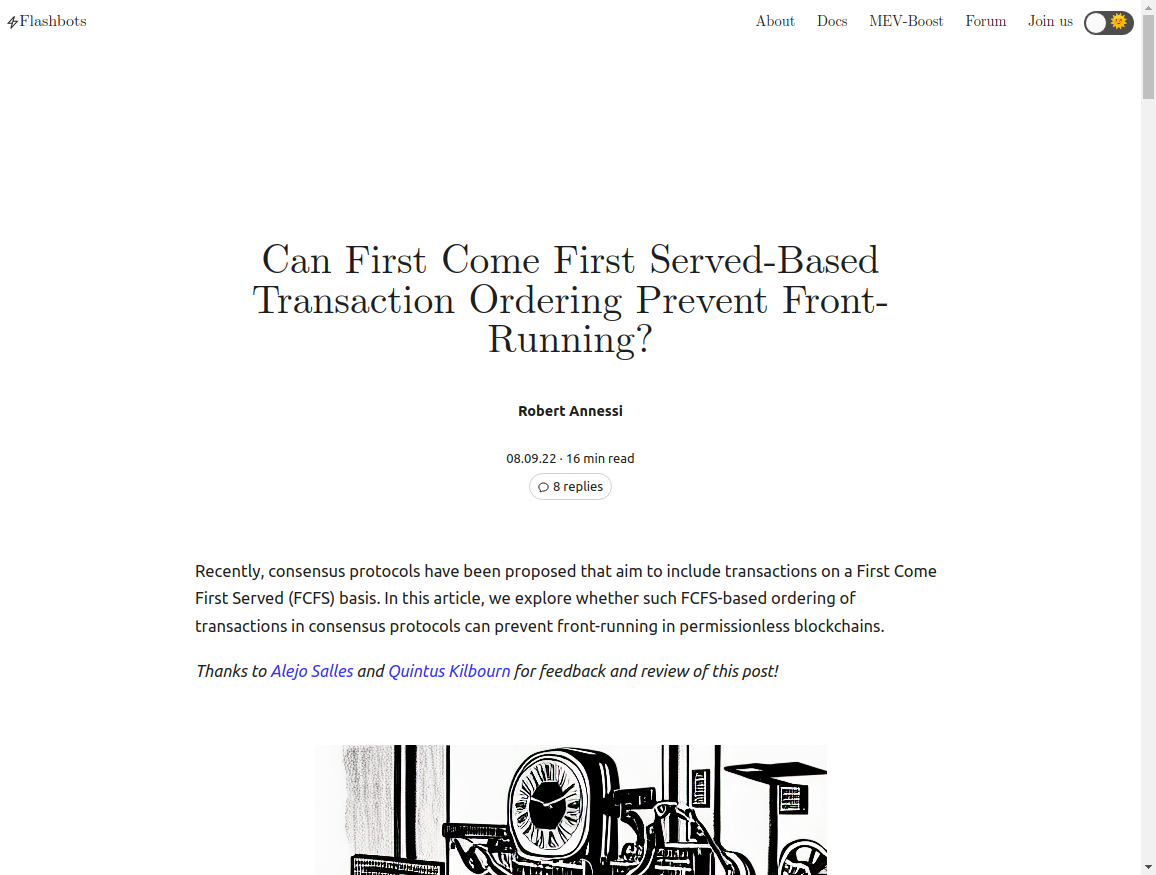 Flashbots
About Docs MEV-Boost Forum Join us
Can First Come First Served-Based
Transaction Ordering Prevent Front-
Running?
Robert Annessi
08.09.22 · 16 min read
8 replies
Recently, consensus protocols have been proposed that aim to include transactions on a First Come
First Served (FCFS) basis. In this article, we explore whether such FCFS-based ordering of
transactions in consensus protocols can prevent front-running in permissionless blockchains.
Thanks to Alejo Salles and Quintus Kilbourn for feedback and review of this post!